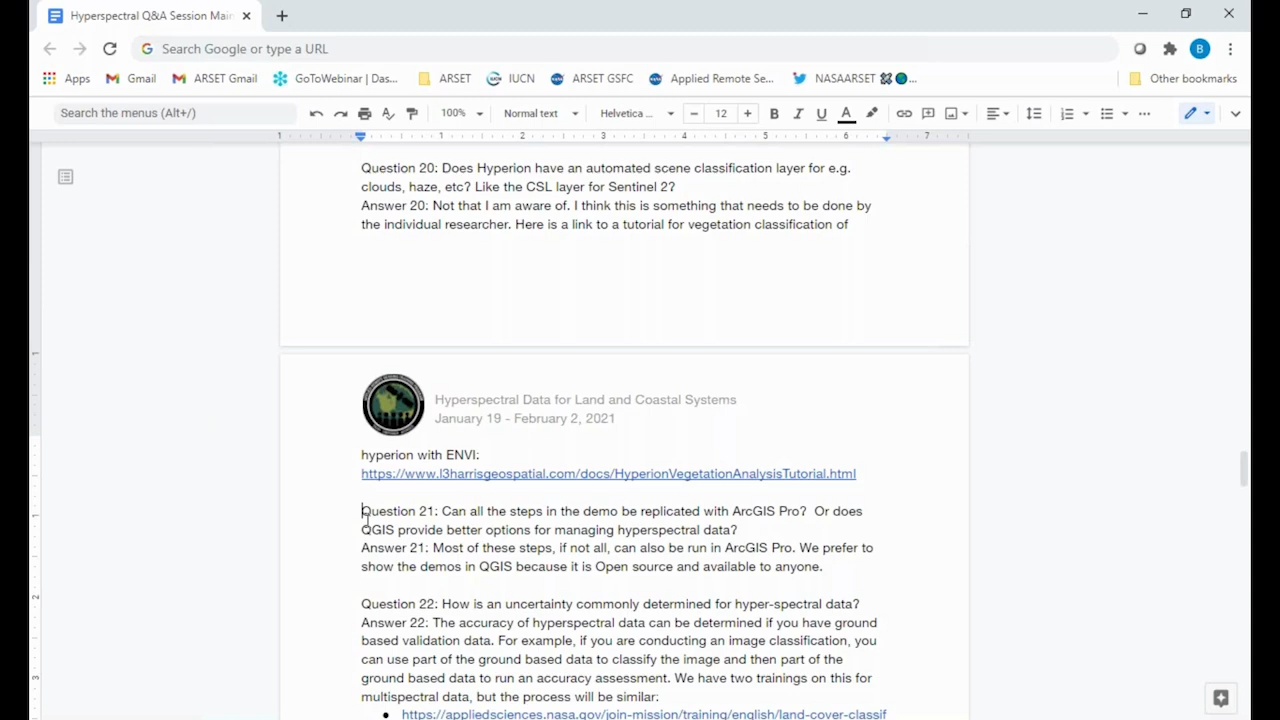 Hyperspectral Q&A Session Main
Search Google or type a URL
B
Apps
Gmail
ARSET Gmail
GoToWebinar | Das...
ARSET
IUCN
ARSET GSFC
Applied Remote Se...
NASAARSET
Other bookmarks
Search the menus (Alt+/)
100%
Normal text
Helvetica ...
12
B I U A
1 1 2 3 4 5 6 7
Question 20: Does Hyperion have an automated scene classification layer for e.g.
clouds, haze, etc? Like the CSL layer for Sentinel 2?
Answer 20: Not that I am aware of. I think this is something that needs to be done by
the individual researcher. Here is a link to a tutorial for vegetation classification of
Hyperspectral Data for Land and Coastal Systems
January 19 - February 2, 2021
hyperion with ENVI:
https://www.l3harrisgeospatial.com/docs/HyperionVegetationAnalysisTutorial.html
Question 21: Can all the steps in the demo be replicated with ArcGIS Pro?  Or does
QGIS provide better options for managing hyperspectral data?
Answer 21: Most of these steps, if not all, can also be run in ArcGIS Pro. We prefer to
show the demos in QGIS because it is Open source and available to anyone.
Question 22: How is an uncertainty commonly determined for hyper-spectral data?
Answer 22: The accuracy of hyperspectral data can be determined if you have ground
based validation data. For example, if you are conducting an image classification, you
can use part of the ground based data to classify the image and then part of the
ground based data to run an accuracy assessment. We have two trainings on this for
multispectral data, but the process will be similar:
https://appliedsciences.nasa.gov/join-mission/training/english/land-cover-classif